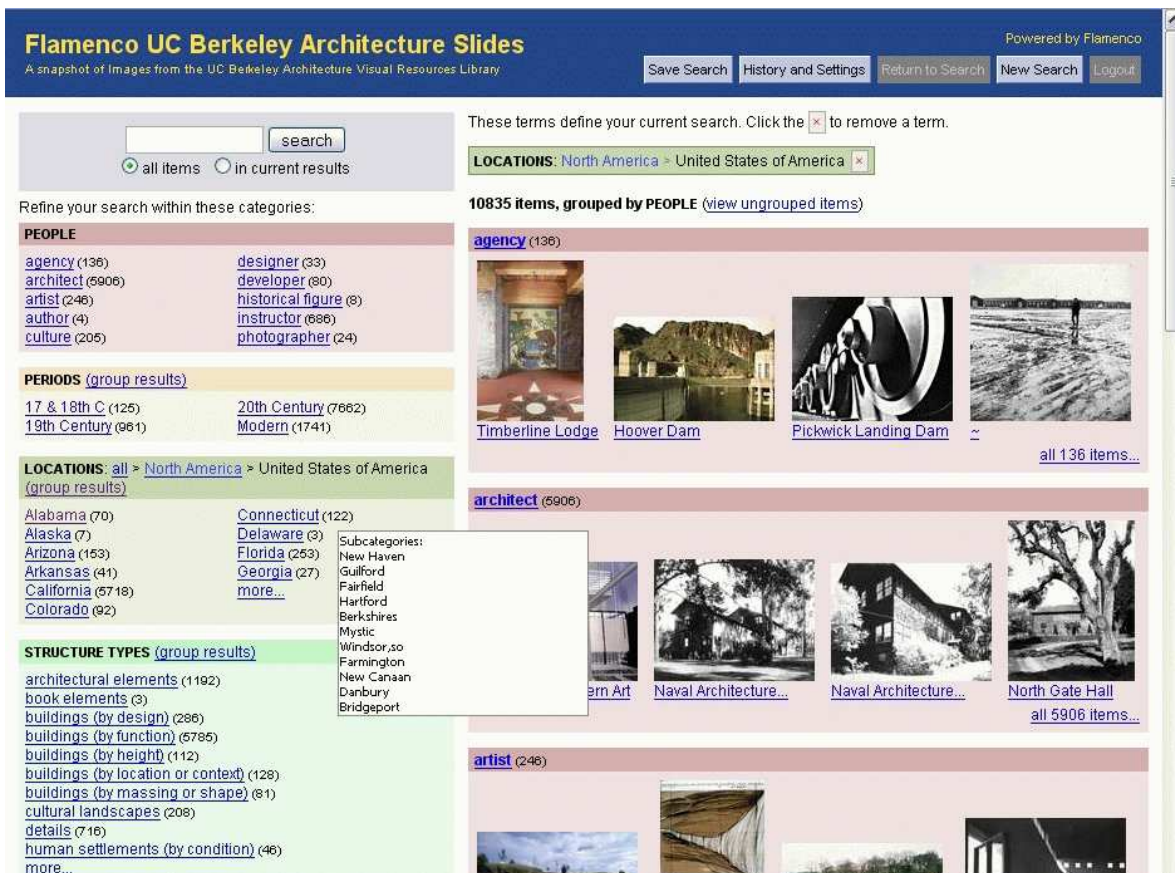 Flamenco UC Berkeley Architecture Slides
A snapshot of Images from the UC Berkeley Architecture Visual Resources Library
Powered by Flamenco
Save Search History and Settings Return to Search New Search Logout
search
all items in current results
Refine your search within these categories:
PEOPLE
agency (136) designer (33)
architect (5906) developer (80)
artist (246) historical figure (8)
author (4) instructor (686)
culture (205) photographer (24)
PERIODS (group results)
17 & 18th C (125) 20th Century (7662)
19th Century (961) Modern (1741)
LOCATIONS: all > North America > United States of America
(group results)
Alabama (70) Connecticut (122)
Alaska (7) Delaware (3)
Arizona (153) Florida (253)
Arkansas (41) Georgia (27)
California (5718) more...
Colorado (92)
Subcategories:
New Haven
Guilford
Fairfield
Hartford
Berkshires
Mystic
Windsor,so
Farmington
New Canaan
Danbury
Bridgeport
STRUCTURE TYPES (group results)
architectural elements (1192)
book elements (3)
buildings (by design) (286)
buildings (by function) (5785)
buildings (by height) (112)
buildings (by location or context) (128)
buildings (by massing or shape) (81)
cultural landscapes (208)
details (716)
human settlements (by condition) (46)
more...
These terms define your current search. Click the × to remove a term.
LOCATIONS: North America > United States of America ×
10835 items, grouped by PEOPLE (view ungrouped items)
agency (136)
Timberline Lodge Hoover Dam Pickwick Landing Dam ~
all 136 items...
architect (5906)
ern Art Naval Architecture... Naval Architecture... North Gate Hall
all 5906 items...
artist (246)